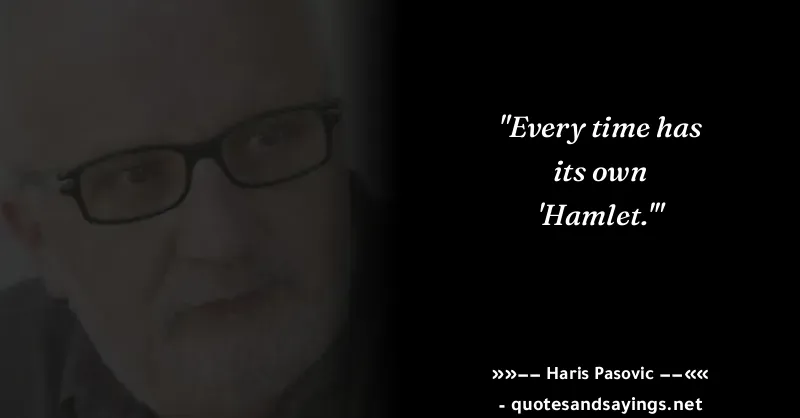 "Every time has
its own
'Hamlet.'"
»»−− Haris Pasovic −−««
- quotesandsayings.net